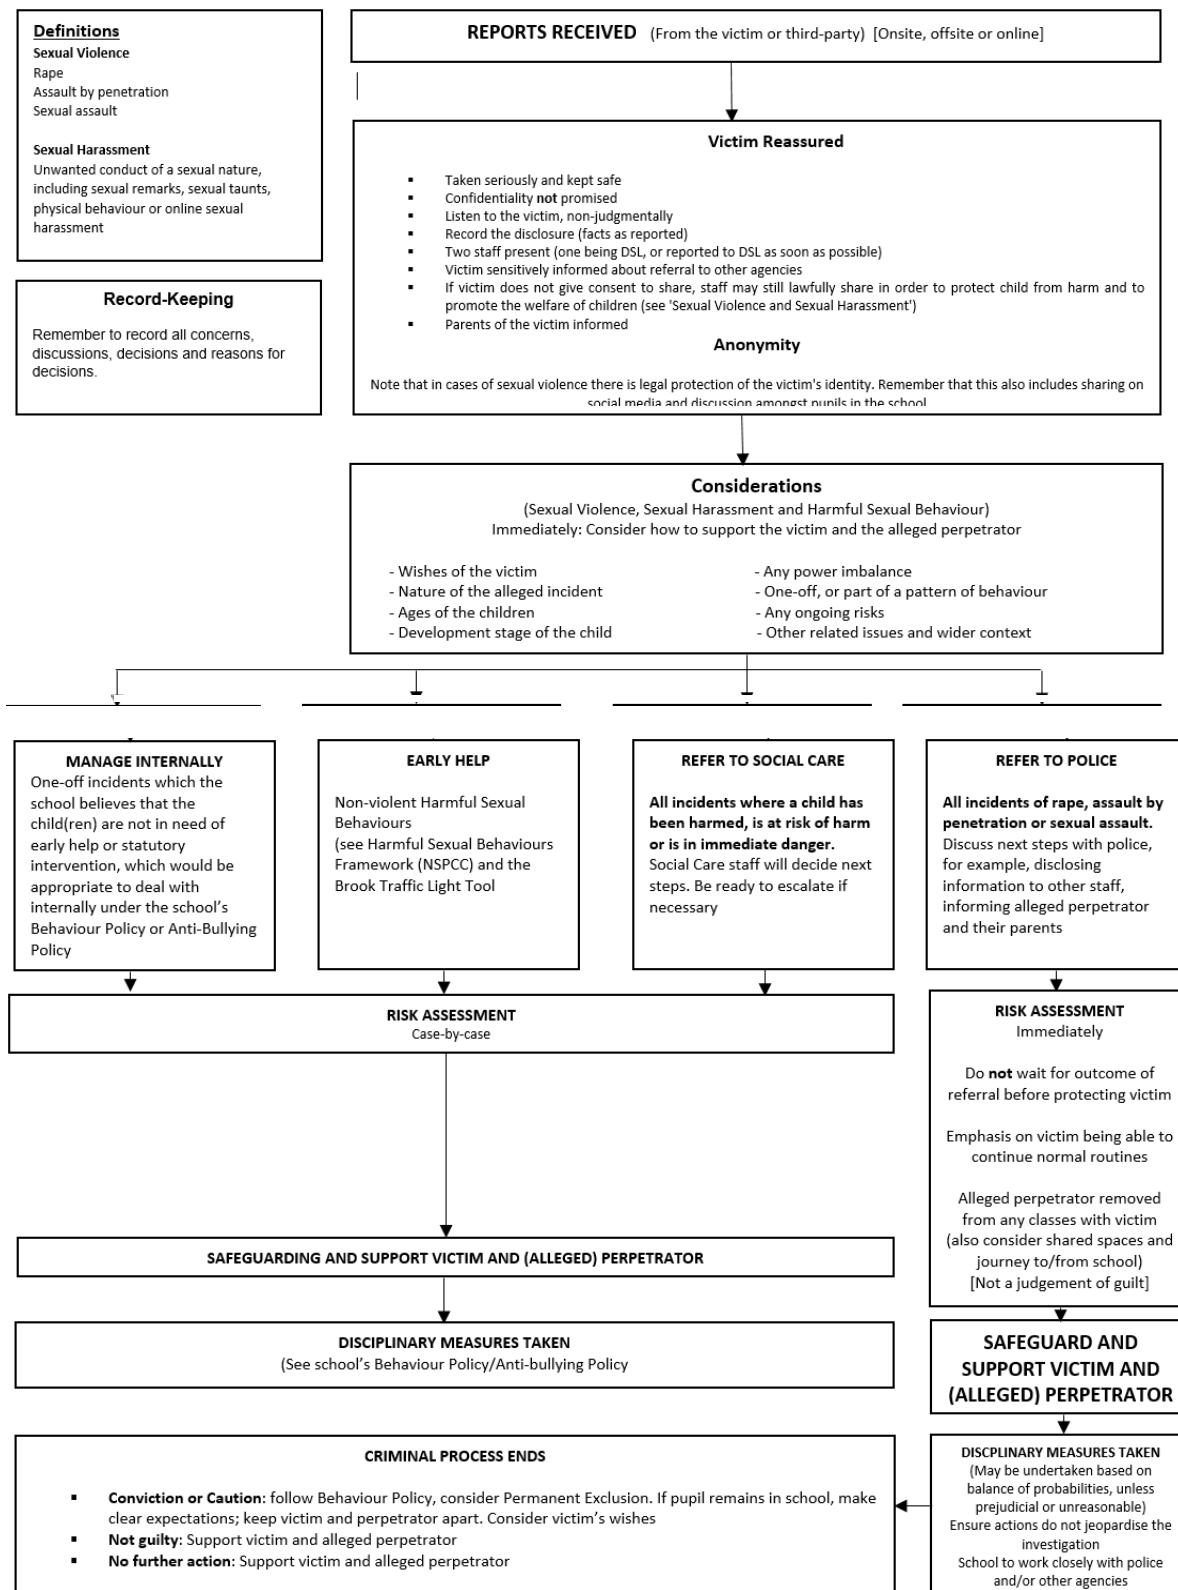 Definitions
Sexual Violence
Rape
Assault by penetration
Sexual assault
Sexual Harassment
Unwanted conduct of a sexual nature,
including sexual remarks, sexual taunts,
physical behaviour or online sexual
harassment
Record-Keeping
Remember to record all concerns,
discussions, decisions and reasons for
decisions.
REPORTS RECEIVED (From the victim or third-party) [Onsite, offsite or online]
Victim Reassured
▪ Taken seriously and kept safe
▪ Confidentiality not promised
▪ Listen to the victim, non-judgmentally
▪ Record the disclosure (facts as reported)
▪ Two staff present (one being DSL, or reported to DSL as soon as possible)
▪ Victim sensitively informed about referral to other agencies
▪ If victim does not give consent to share, staff may still lawfully share in order to protect child from harm and to
promote the welfare of children (see 'Sexual Violence and Sexual Harassment')
▪ Parents of the victim informed
Anonymity
Note that in cases of sexual violence there is legal protection of the victim's identity. Remember that this also includes sharing on
social media and discussion amongst pupils in the school
Considerations
(Sexual Violence, Sexual Harassment and Harmful Sexual Behaviour)
Immediately: Consider how to support the victim and the alleged perpetrator
- Wishes of the victim
- Nature of the alleged incident
- Ages of the children
- Development stage of the child
- Any power imbalance
- One-off, or part of a pattern of behaviour
- Any ongoing risks
- Other related issues and wider context
MANAGE INTERNALLY
One-off incidents which the
school believes that the
child(ren) are not in need of
early help or statutory
intervention, which would be
appropriate to deal with
internally under the school's
Behaviour Policy or Anti-Bullying
Policy
EARLY HELP
Non-violent Harmful Sexual
Behaviours
(see Harmful Sexual Behaviours
Framework (NSPCC) and the
Brook Traffic Light Tool
REFER TO SOCIAL CARE
All incidents where a child has
been harmed, is at risk of harm
or is in immediate danger.
Social Care staff will decide next
steps. Be ready to escalate if
necessary
REFER TO POLICE
All incidents of rape, assault by
penetration or sexual assault.
Discuss next steps with police,
for example, disclosing
information to other staff,
informing alleged perpetrator
and their parents
RISK ASSESSMENT
Case-by-case
RISK ASSESSMENT
Immediately
Do not wait for outcome of
referral before protecting victim
Emphasis on victim being able to
continue normal routines
Alleged perpetrator removed
from any classes with victim
(also consider shared spaces and
journey to/from school)
[Not a judgement of guilt]
SAFEGUARDING AND SUPPORT VICTIM AND (ALLEGED) PERPETRATOR
DISCIPLINARY MEASURES TAKEN
(See school's Behaviour Policy/Anti-bullying Policy
SAFEGUARD AND
SUPPORT VICTIM AND
(ALLEGED) PERPETRATOR
DISCPLINARY MEASURES TAKEN
(May be undertaken based on
balance of probabilities, unless
prejudicial or unreasonable)
Ensure actions do not jeopardise the
investigation
School to work closely with police
and/or other agencies
CRIMINAL PROCESS ENDS
▪ Conviction or Caution: follow Behaviour Policy, consider Permanent Exclusion. If pupil remains in school, make
clear expectations; keep victim and perpetrator apart. Consider victim's wishes
▪ Not guilty: Support victim and alleged perpetrator
▪ No further action: Support victim and alleged perpetrator